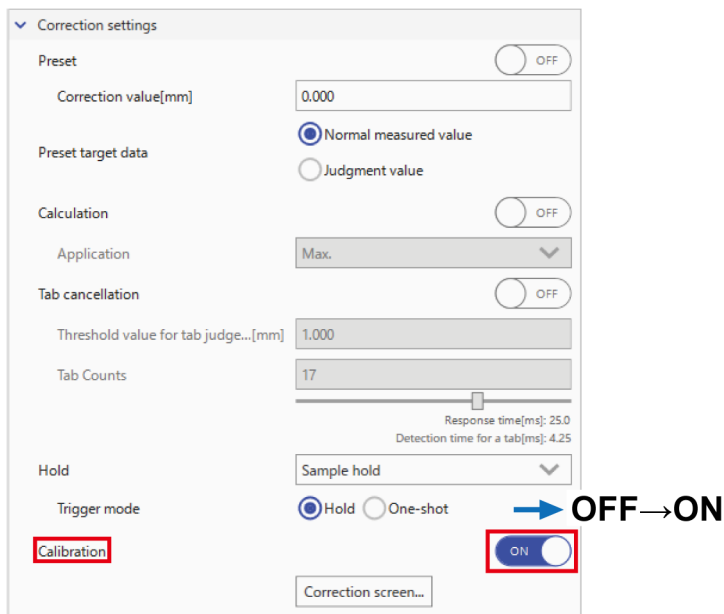 Correction settings
Preset OFF
Correction value[mm] 0.000
Normal measured value
Preset target data
Judgment value
Calculation OFF
Application Max.
Tab cancellation OFF
Threshold value for tab judge...[mm] 1.000
Tab Counts 17
Response time[ms]: 25.0
Detection time for a tab[ms]: 4.25
Hold Sample hold
Trigger mode Hold One-shot OFF→ON
Calibration ON
Correction screen...